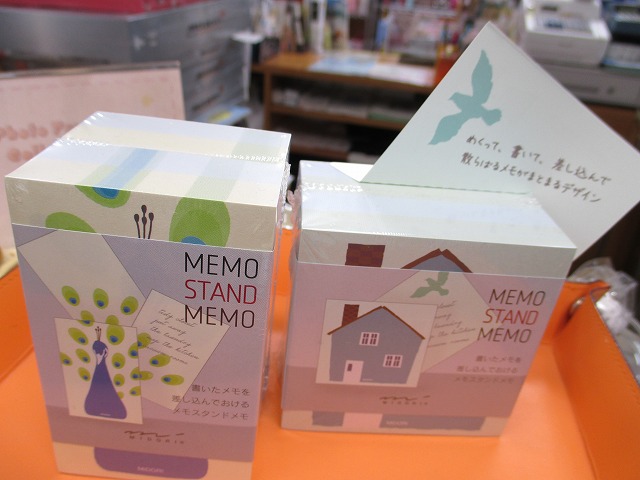 めくって、書いて、差し込んで
散らばるメモがまとまるデザイン
MEMO
STAND
MEMO
書いたメモを
差し込んでおける
メモスタンドメモ
MIDORI
MEMO
STAND
MEMO
書いたメモを
差し込んでおける
メモスタンドメモ
MIDORI